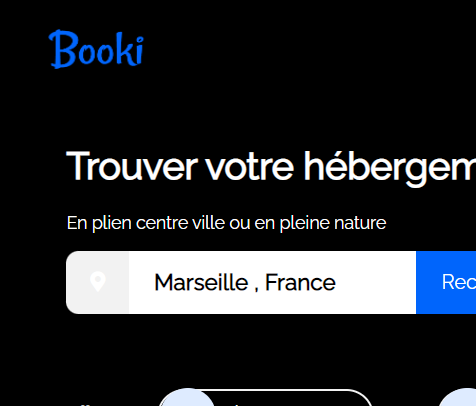 Booki
Trouver votre hébergem
En plien centre ville ou en pleine nature
Marseille , France
Rec